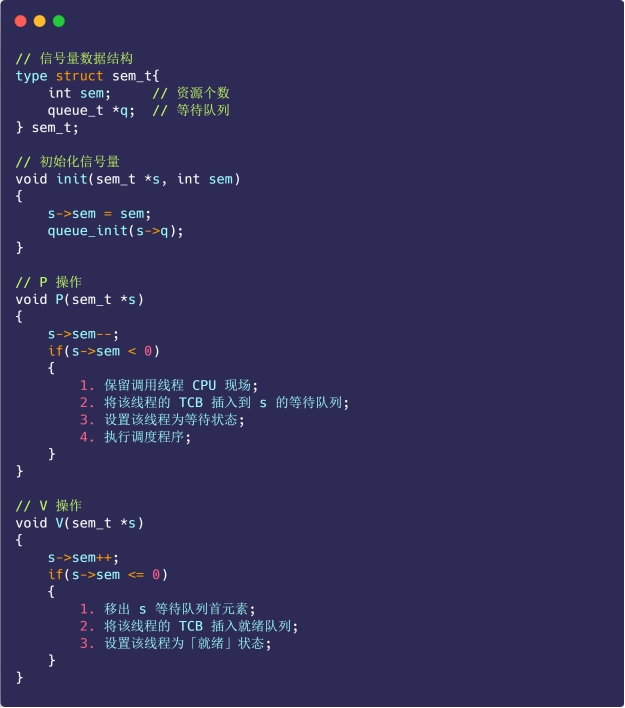 // 信号量数据结构
type struct sem_t{
    int sem;     // 资源个数
    queue_t *q;  // 等待队列
} sem_t;

// 初始化信号量
void init(sem_t *s, int sem)
{
    s->sem = sem;
    queue_init(s->q);
}

// P 操作
void P(sem_t *s)
{
    s->sem--;
    if(s->sem < 0)
    {
        1. 保留调用线程 CPU 现场;
        2. 将该线程的 TCB 插入到 s 的等待队列;
        3. 设置该线程为等待状态;
        4. 执行调度程序;
    }
}

// V 操作
void V(sem_t *s)
{
    s->sem++;
    if(s->sem <= 0)
    {
        1. 移出 s 等待队列首元素;
        2. 将该线程的 TCB 插入就绪队列;
        3. 设置该线程为「就绪」状态;
    }
}